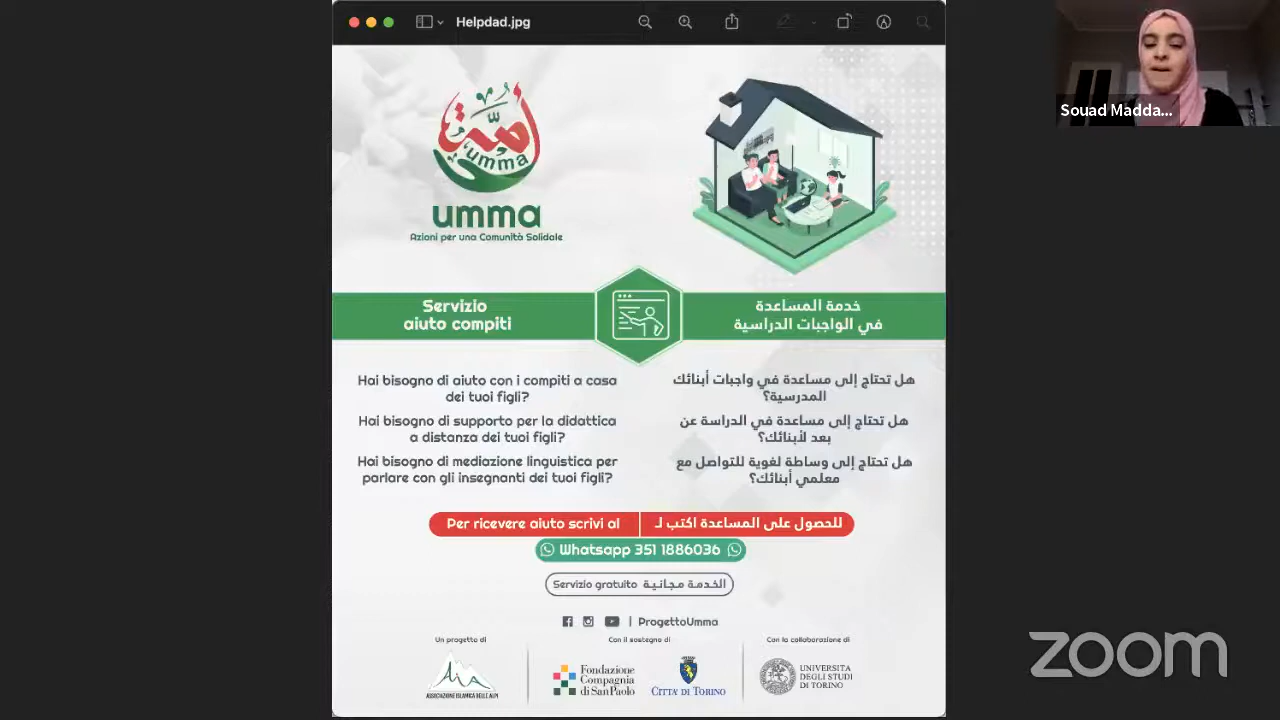 Helpdad.jpg
Souad Madda...
أمة
umma
umma
Azioni per una Comunità Solidale
Servizio
aiuto compiti
خدمة المساعدة
في الواجبات الدراسية
Hai bisogno di aiuto con i compiti a casa
dei tuoi figli?
Hai bisogno di supporto per la didattica
a distanza dei tuoi figli?
Hai bisogno di mediazione linguistica per
parlare con gli insegnanti dei tuoi figli?
هل تحتاج إلى مساعدة في واجبات أبنائك
المدرسية؟
هل تحتاج إلى مساعدة في الدراسة عن
بعد لأبنائك؟
هل تحتاج إلى وساطة لغوية للتواصل مع
معلمي أبنائك؟
Per ricevere aiuto scrivi al
للحصول على المساعدة اكتب لـ
Whatsapp 351 1886036
Servizio gratuito الخدمة مجانية
| ProgettoUmma
Un progetto di
Con il sostegno di
Con la collaborazione di
AIA
ASSOCIAZIONE ISLAMICA DELLE ALPI
Fondazione
Compagnia
di San Paolo
CITTA' DI TORINO
UNIVERSITÀ
DEGLI STUDI
DI TORINO
zoom